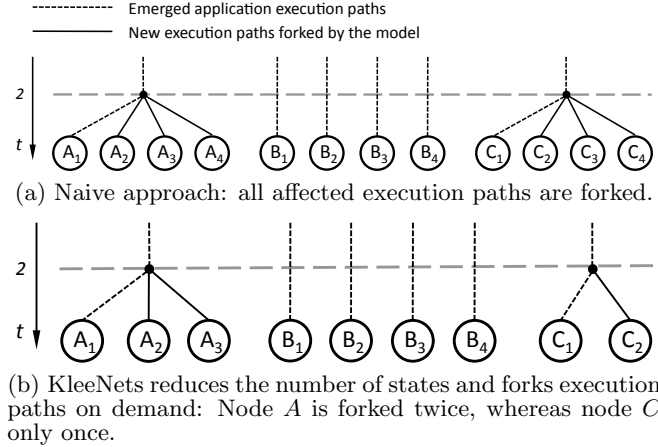 Emerged application execution paths
New execution paths forked by the model
2
t
A1 A2 A3 A4 B1 B2 B3 B4 C1 C2 C3 C4
(a) Naive approach: all affected execution paths are forked.
2
t
A1 A2 A3 B1 B2 B3 B4 C1 C2
(b) KleeNets reduces the number of states and forks execution
paths on demand: Node A is forked twice, whereas node C
only once.